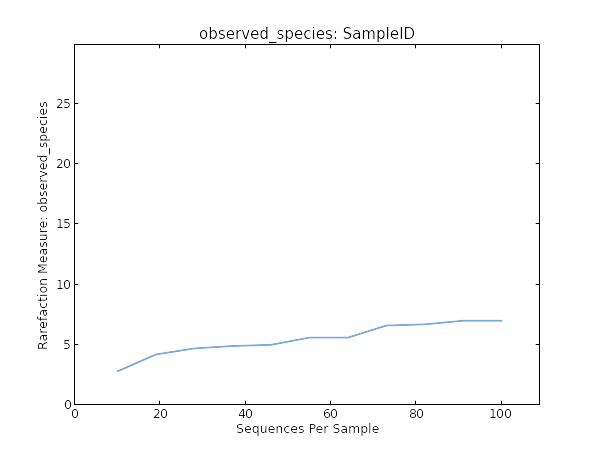 observed_species: SampleID
Rarefaction Measure: observed_species
25
20
15
10
5
0
0 20 40 60 80 100
Sequences Per Sample